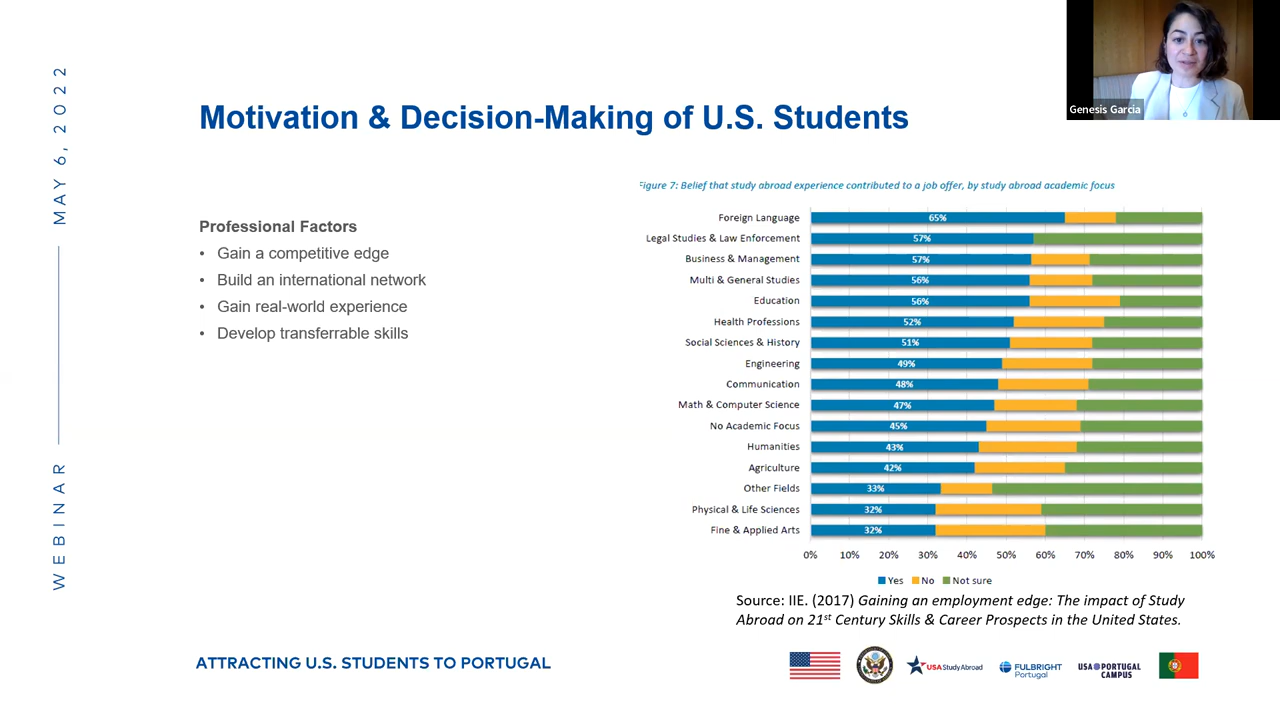 MAY 6, 2022
WEBINAR
Motivation & Decision-Making of U.S. Students
Genesis Garcia
Professional Factors
• Gain a competitive edge
• Build an international network
• Gain real-world experience
• Develop transferrable skills
Figure 7: Belief that study abroad experience contributed to a job offer, by study abroad academic focus
Foreign Language 65%
Legal Studies & Law Enforcement 57%
Business & Management 57%
Multi & General Studies 56%
Education 56%
Health Professions 52%
Social Sciences & History 51%
Engineering 49%
Communication 48%
Math & Computer Science 47%
No Academic Focus 45%
Humanities 43%
Agriculture 42%
Other Fields 33%
Physical & Life Sciences 32%
Fine & Applied Arts 32%
0% 10% 20% 30% 40% 50% 60% 70% 80% 90% 100%
Yes No Not sure
Source: IIE. (2017) Gaining an employment edge: The impact of Study
Abroad on 21st Century Skills & Career Prospects in the United States.
ATTRACTING U.S. STUDENTS TO PORTUGAL
USA StudyAbroad
FULBRIGHT
Portugal
USA@PORTUGAL
CAMPUS